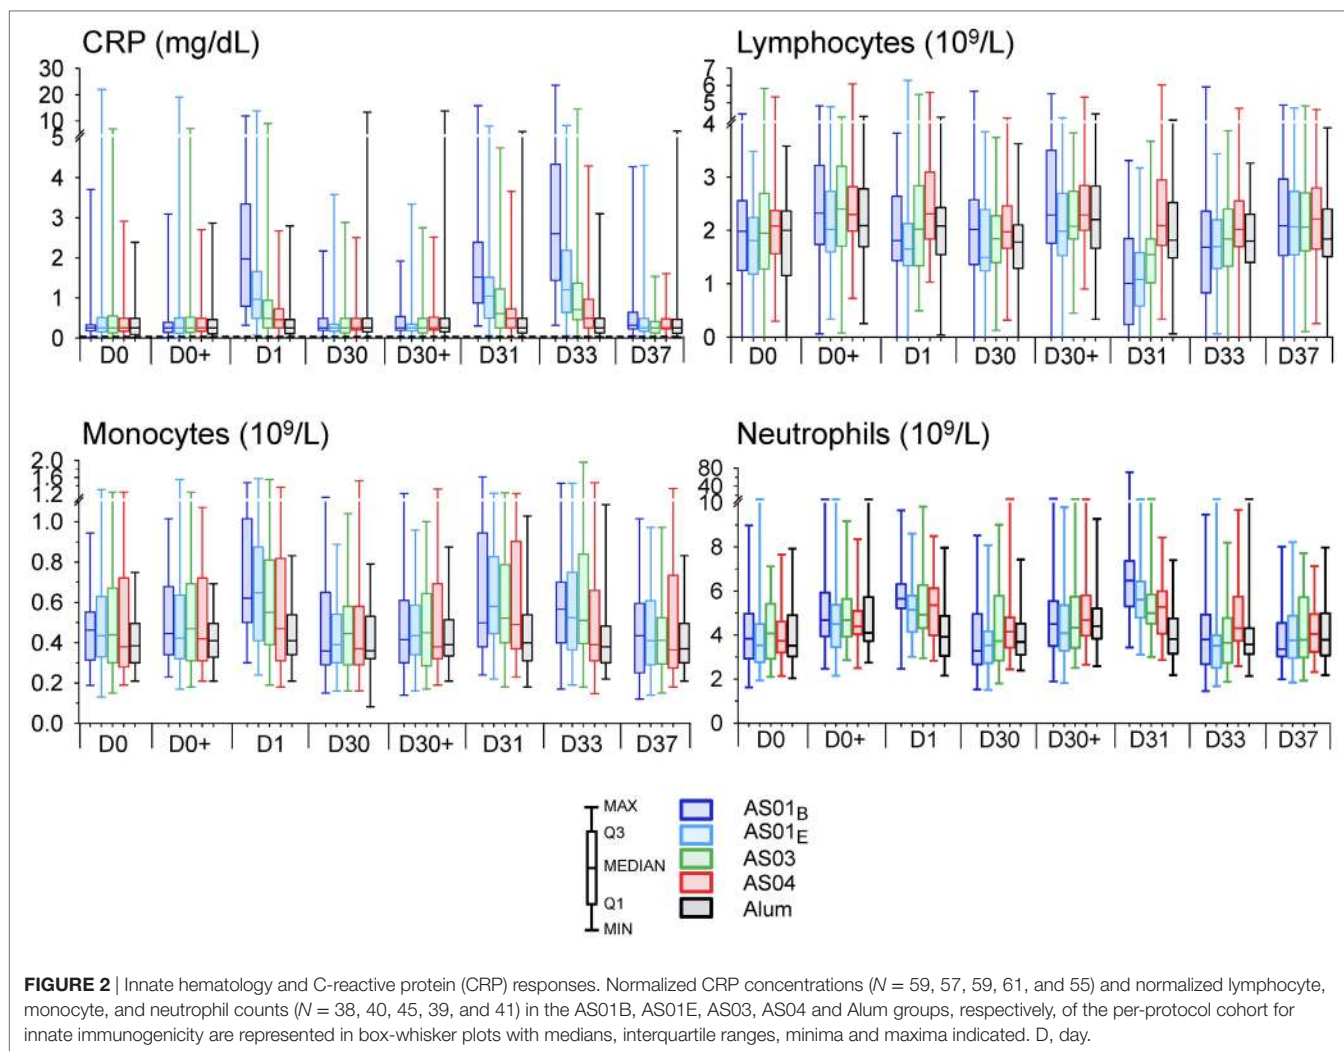 CRP (mg/dL)
30
20
10
5
4
3
2
1
0
D0 D0+ D1 D30 D30+ D31 D33 D37
Lymphocytes (10⁹/L)
7
6
5
4
3
2
1
0
D0 D0+ D1 D30 D30+ D31 D33 D37
Monocytes (10⁹/L)
2.0
1.6
1.2
1.0
0.8
0.6
0.4
0.2
0.0
D0 D0+ D1 D30 D30+ D31 D33 D37
Neutrophils (10⁹/L)
80
40
10
8
6
4
2
0
D0 D0+ D1 D30 D30+ D31 D33 D37
MAX
Q3
MEDIAN
Q1
MIN
AS01B
AS01E
AS03
AS04
Alum
FIGURE 2 | Innate hematology and C-reactive protein (CRP) responses. Normalized CRP concentrations (N = 59, 57, 59, 61, and 55) and normalized lymphocyte,
monocyte, and neutrophil counts (N = 38, 40, 45, 39, and 41) in the AS01B, AS01E, AS03, AS04 and Alum groups, respectively, of the per-protocol cohort for
innate immunogenicity are represented in box-whisker plots with medians, interquartile ranges, minima and maxima indicated. D, day.